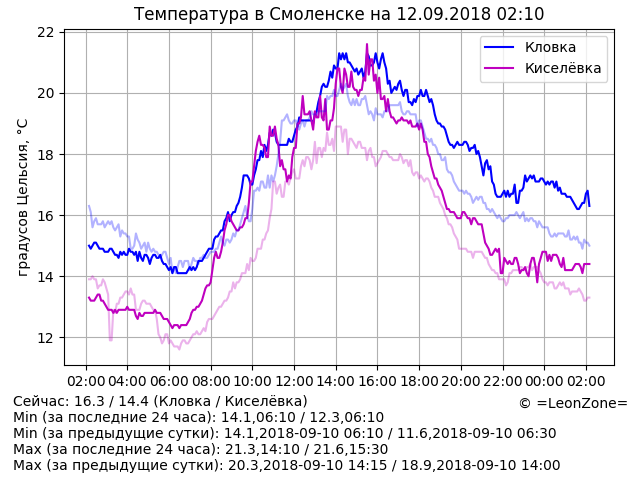 Температура в Смоленске на 12.09.2018 02:10
градусов Цельсия, °C
22
20
18
16
14
12
Кловка
Киселёвка
02:00 04:00 06:00 08:00 10:00 12:00 14:00 16:00 18:00 20:00 22:00 00:00 02:00
Сейчас: 16.3 / 14.4 (Кловка / Киселёвка)
© =LeonZone=
Min (за последние 24 часа): 14.1,06:10 / 12.3,06:10
Min (за предыдущие сутки): 14.1,2018-09-10 06:10 / 11.6,2018-09-10 06:30
Max (за последние 24 часа): 21.3,14:10 / 21.6,15:30
Max (за предыдущие сутки): 20.3,2018-09-10 14:15 / 18.9,2018-09-10 14:00